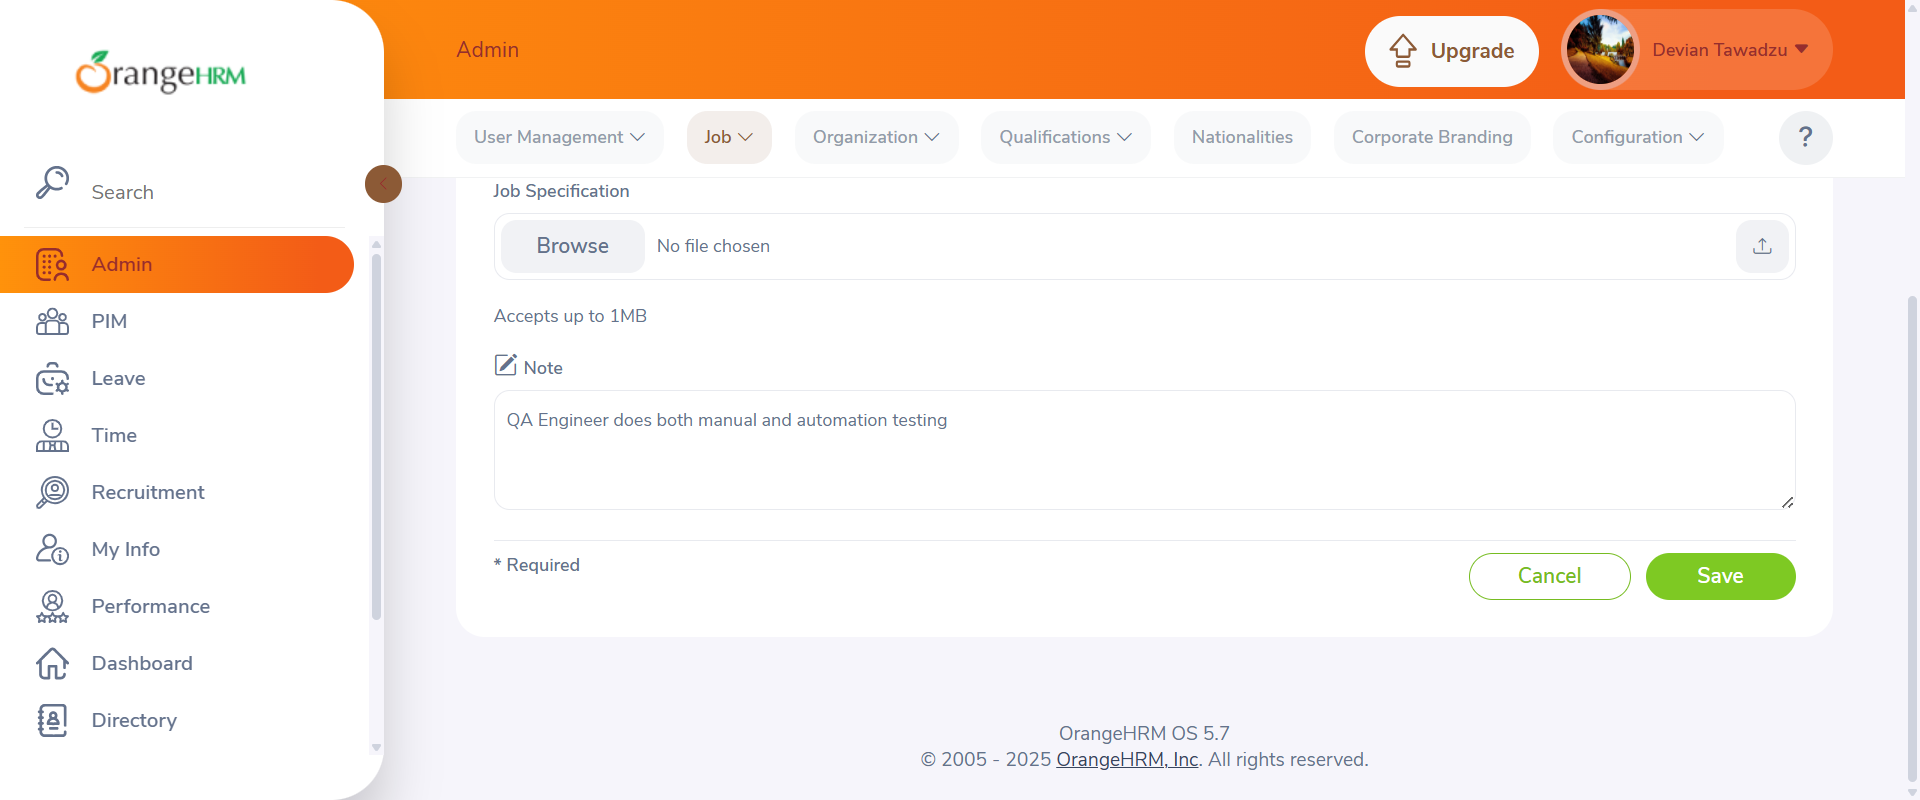 OrangeHRM
Search
Admin
PIM
Leave
Time
Recruitment
My Info
Performance
Dashboard
Directory
Admin
Upgrade
Devian Tawadzu
User Management
Job
Organization
Qualifications
Nationalities
Corporate Branding
Configuration
?
Job Specification
Browse No file chosen
Accepts up to 1MB
Note
QA Engineer does both manual and automation testing
* Required
Cancel
Save
OrangeHRM OS 5.7
© 2005 - 2025 OrangeHRM, Inc. All rights reserved.